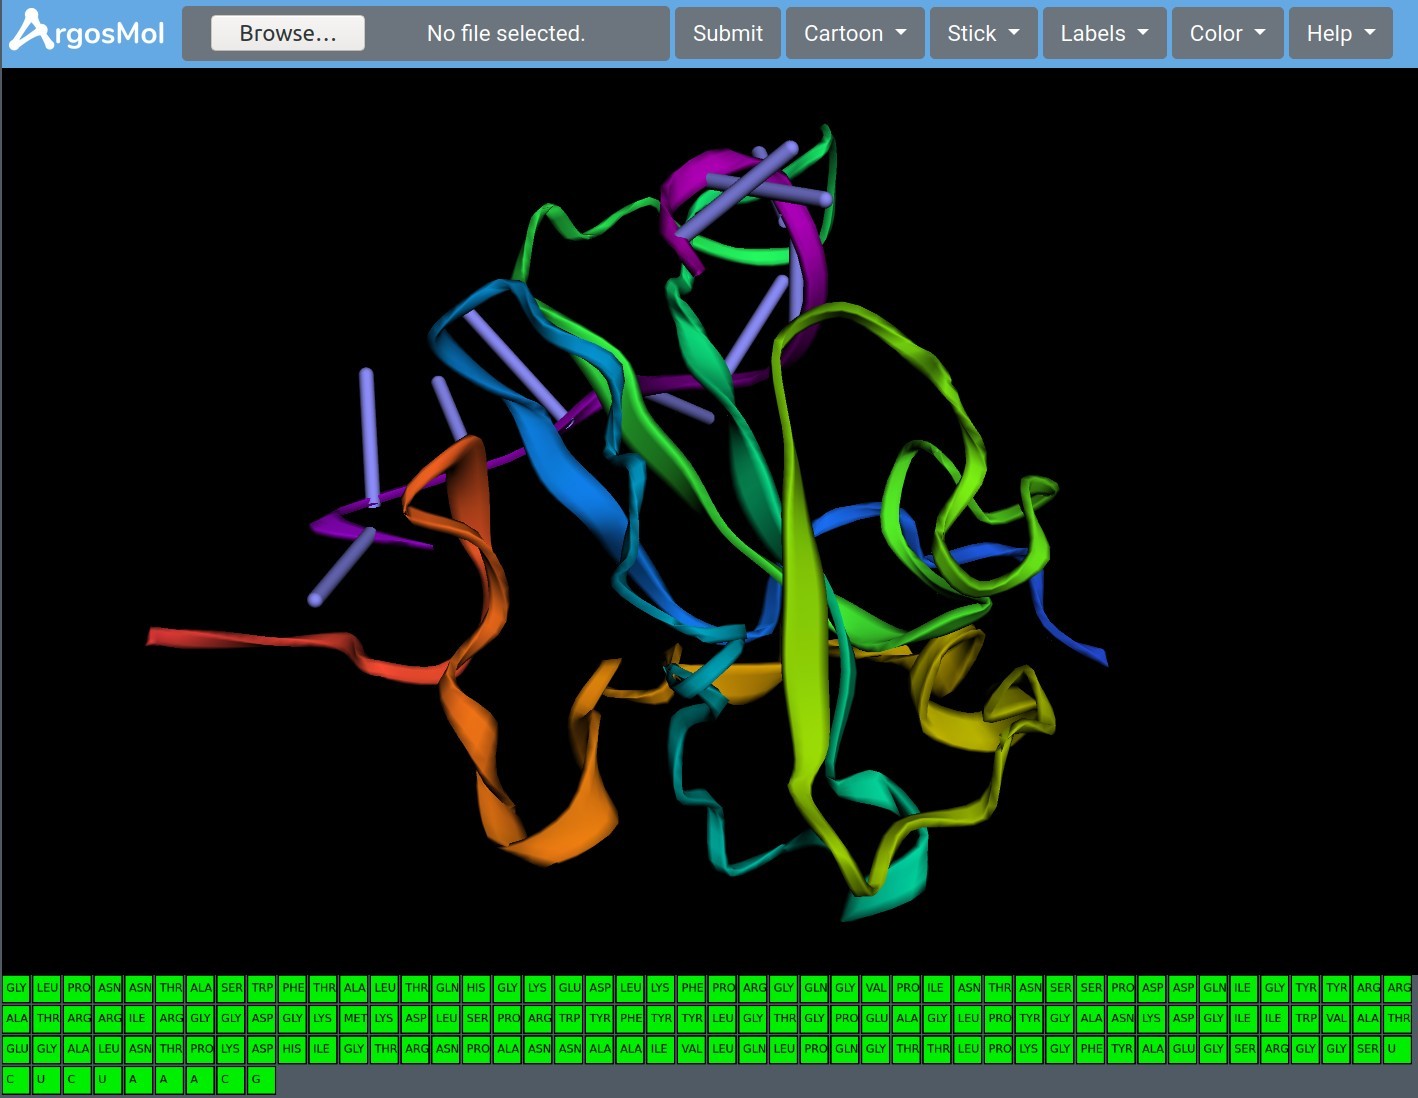 ArgosMol Browse... No file selected. Submit Cartoon Stick Labels Color Help
GLY LEU PRO ASN ASN THR ALA SER TRP PHE THR ALA LEU THR GLN HIS GLY LYS GLU ASP LEU LYS PHE PRO ARG GLY GLN GLY VAL PRO ILE ASN THR ASN SER SER PRO ASP ASP GLN ILE GLY TYR TYR ARG ARG
ALA THR ARG ARG ILE ARG GLY GLY ASP GLY LYS MET LYS ASP LEU SER PRO ARG TRP TYR PHE TYR TYR LEU GLY THR GLY PRO GLU ALA GLY LEU PRO TYR GLY ALA ASN LYS ASP GLY ILE ILE TRP VAL ALA THR
GLU GLY ALA LEU ASN THR PRO LYS ASP HIS ILE GLY THR ARG ASN PRO ALA ASN ASN ALA ALA ILE VAL LEU GLN LEU PRO GLN GLY THR THR LEU PRO LYS GLY PHE TYR ALA GLU GLY SER ARG GLY GLY SER U
C U C U A A A C G